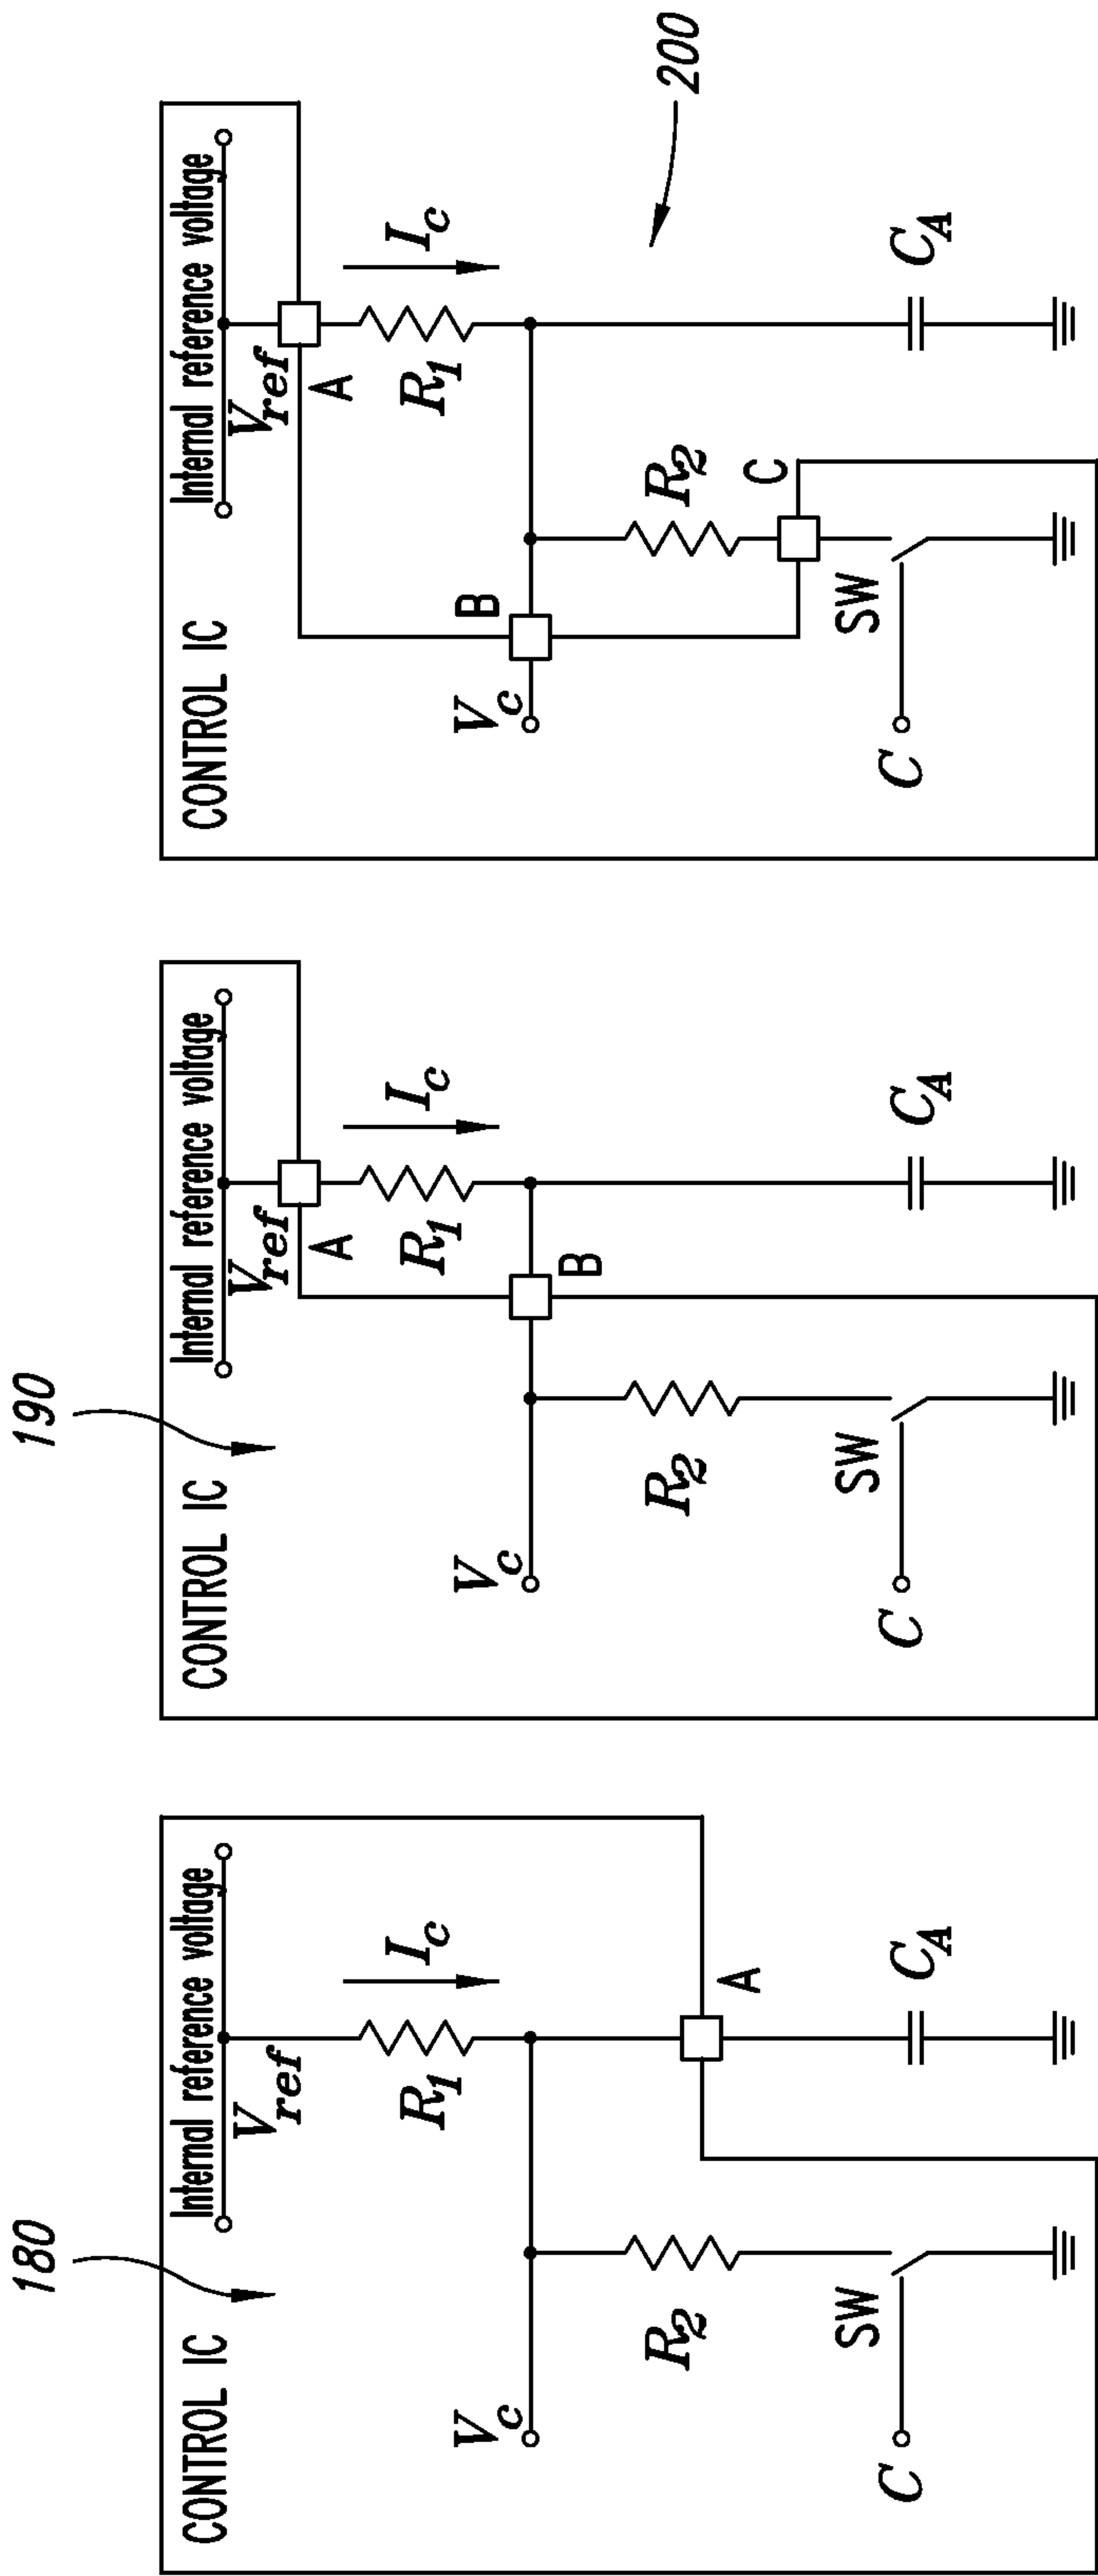 180
CONTROL IC
Internal reference voltage
Vref
Ic
R1
Vc
A
R2
SW
C
CA
190
CONTROL IC
Internal reference voltage
Vref
A
Ic
R1
Vc
B
R2
SW
C
CA
CONTROL IC
Internal reference voltage
Vref
A
Ic
R1
200
Vc
B
R2
C
SW
C
CA